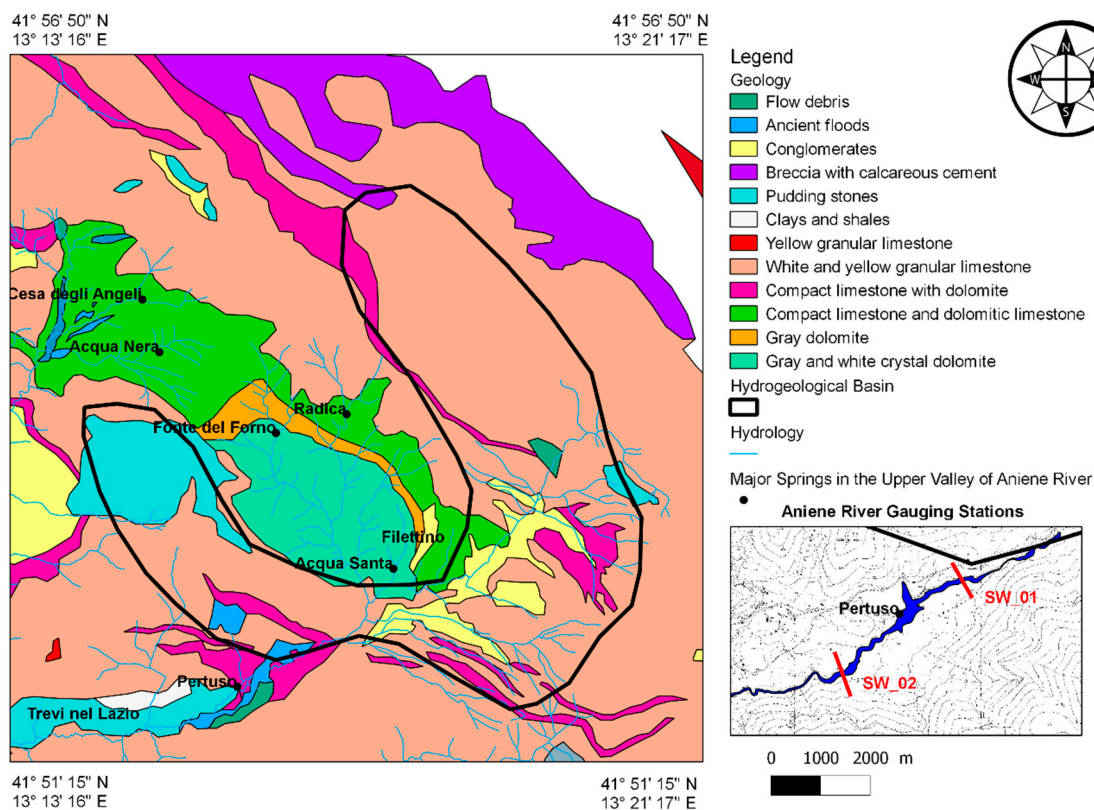 41° 56' 50" N
13° 13' 16" E
41° 56' 50" N
13° 21' 17" E
Cesa degli Angeli
Acqua Nera
Radica
Fonte del Forno
Filettino
Acqua Santa
Pertuso
Trevi nel Lazio
41° 51' 15" N
13° 13' 16" E
41° 51' 15" N
13° 21' 17" E
N
W
S
Legend
Geology
Flow debris
Ancient floods
Conglomerates
Breccia with calcareous cement
Pudding stones
Clays and shales
Yellow granular limestone
White and yellow granular limestone
Compact limestone with dolomite
Compact limestone and dolomitic limestone
Gray dolomite
Gray and white crystal dolomite
Hydrogeological Basin
Hydrology
Major Springs in the Upper Valley of Aniene River
Aniene River Gauging Stations
SW_01
Pertuso
SW_02
0 1000 2000 m